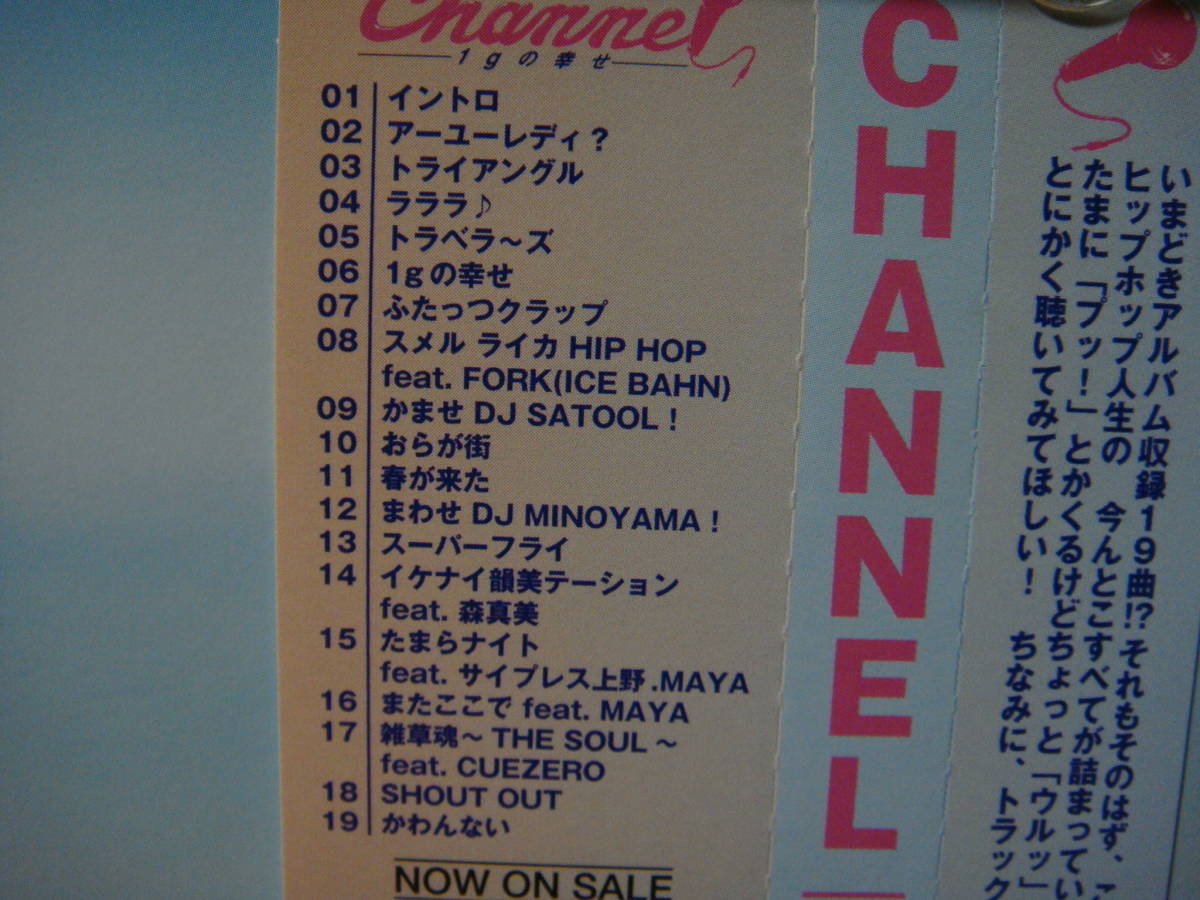 Channel
1gの幸せ
01 イントロ
02 アーユーレディ?
03 トライアングル
04 ラララ♪
05 トラベラ～ズ
06 1gの幸せ
07 ふたっつクラップ
08 スメル ライカ HIP HOP
feat. FORK(ICE BAHN)
09 かませ DJ SATOOL!
10 おらが街
11 春が来た
12 まわせ DJ MINOYAMA!
13 スーパーフライ
14 イケナイ韻美テーション
feat. 森真美
15 たまらナイト
feat. サイプレス上野.MAYA
16 またここで feat. MAYA
17 雑草魂～THE SOUL～
feat. CUEZERO
18 SHOUT OUT
19 かわんない
NOW ON SALE
CHANNEL
いまどきアルバム収録19曲!?それもそのはず、
ヒップホップ人生の 今んとこすべてが詰まってい
たまに「プッ!」とかくるけどちょっと「ウルッ」
とにかく聴いてみてほしい! ちなみに、トラック